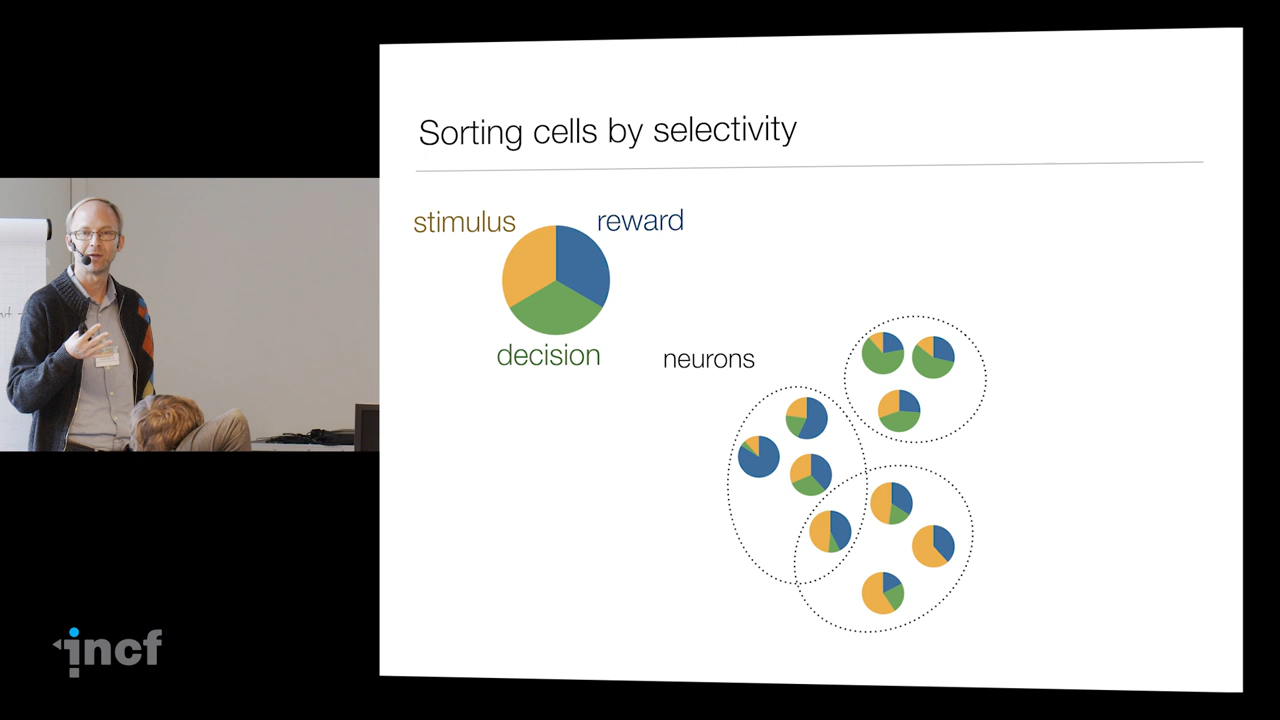 Sorting cells by selectivity
stimulus
reward
decision
neurons
incf